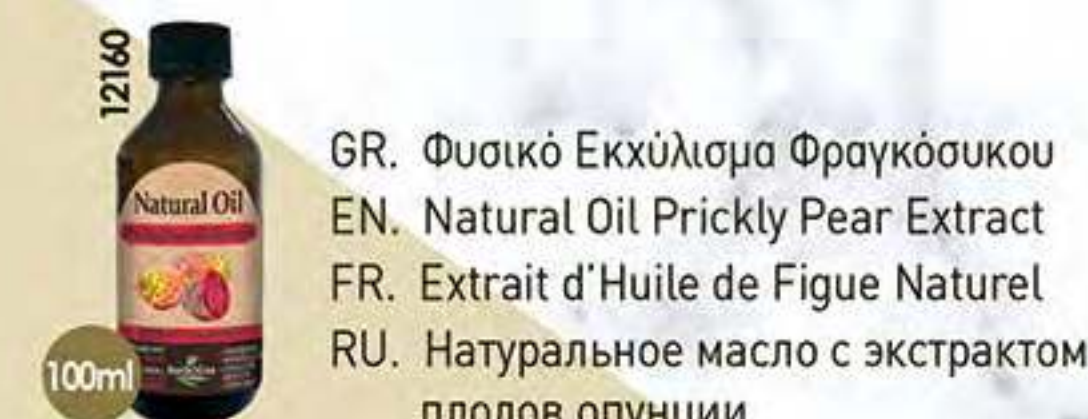 12160
Natural Oil
100ml
GR. Φυσικό Εκχύλισμα Φραγκόσυκου
EN. Natural Oil Prickly Pear Extract
FR. Extrait d'Huile de Figue Naturel
RU. Натуральное масло с экстрактом
плодов опунции